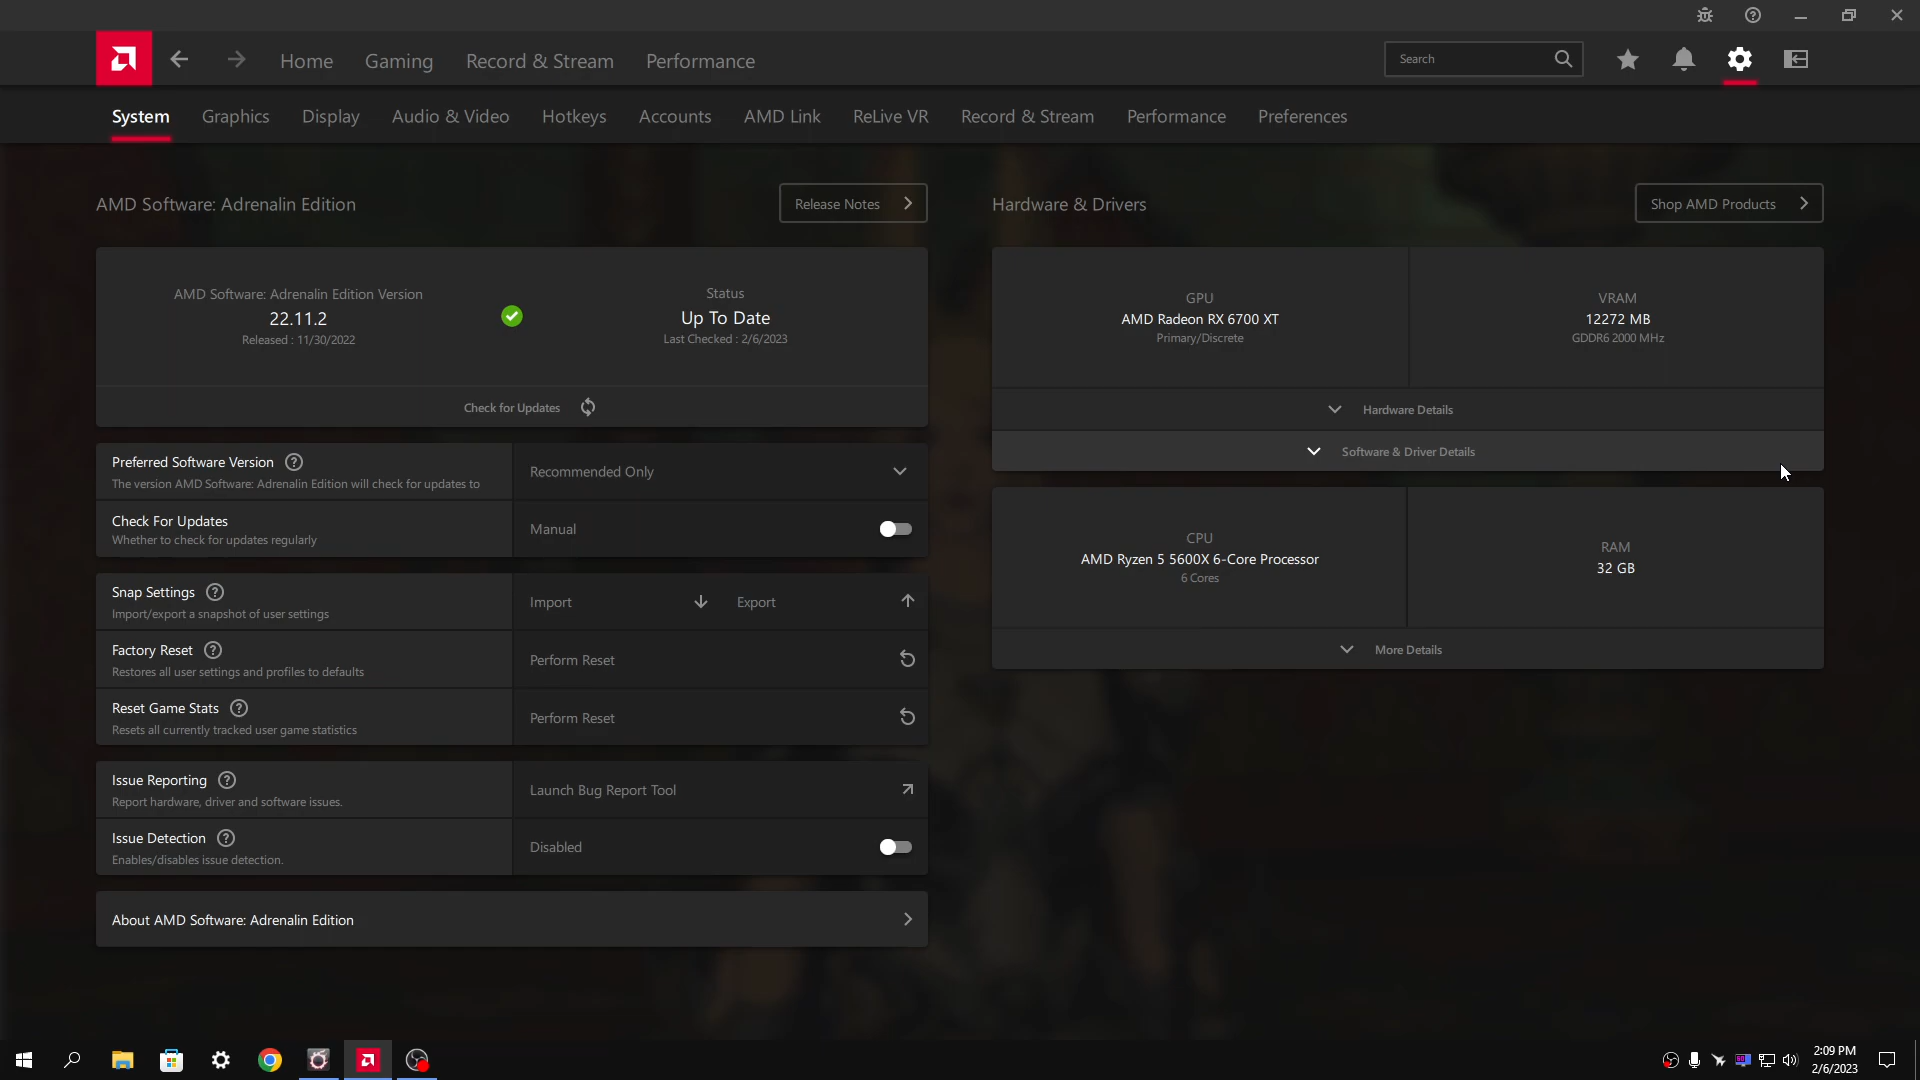 Home
Gaming
Record & Stream
Performance
Search
System
Graphics
Display
Audio & Video
Hotkeys
Accounts
AMD Link
ReLive VR
Record & Stream
Performance
Preferences
AMD Software: Adrenalin Edition
Release Notes
AMD Software: Adrenalin Edition Version
22.11.2
Released : 11/30/2022
Status
Up To Date
Last Checked : 2/6/2023
Check for Updates
Preferred Software Version
The version AMD Software: Adrenalin Edition will check for updates to
Recommended Only
Check For Updates
Whether to check for updates regularly
Manual
Snap Settings
Import/export a snapshot of user settings
Import
Export
Factory Reset
Restores all user settings and profiles to defaults
Perform Reset
Reset Game Stats
Resets all currently tracked user game statistics
Perform Reset
Issue Reporting
Report hardware, driver and software issues.
Launch Bug Report Tool
Issue Detection
Enables/disables issue detection.
Disabled
About AMD Software: Adrenalin Edition
Hardware & Drivers
Shop AMD Products
GPU
AMD Radeon RX 6700 XT
Primary/Discrete
VRAM
12272 MB
GDDR6 2000 MHz
Hardware Details
Software & Driver Details
CPU
AMD Ryzen 5 5600X 6-Core Processor
6 Cores
RAM
32 GB
More Details
2:09 PM
2/6/2023